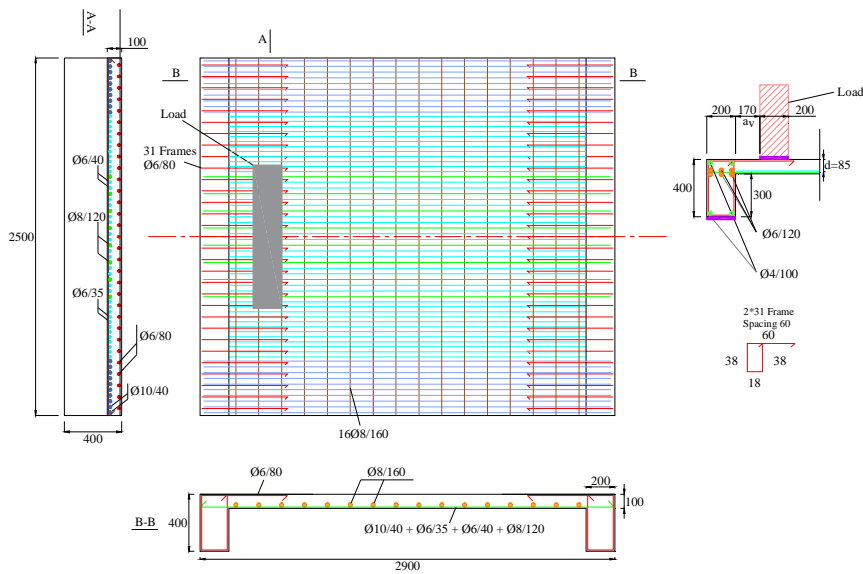 A-A
100
A
B
B
Load
31 Frames
Ø6/80
Ø6/40
Ø8/120
2500
Ø6/35
Ø6/80
Ø10/40
400
16Ø8/160
Load
200
170
200
a_v
d=85
400
300
Ø6/120
Ø4/100
2*31 Frame
Spacing 60
60
38
38
18
Ø6/80
Ø8/160
200
B-B
400
100
Ø10/40 + Ø6/35 + Ø6/40 + Ø8/120
2900